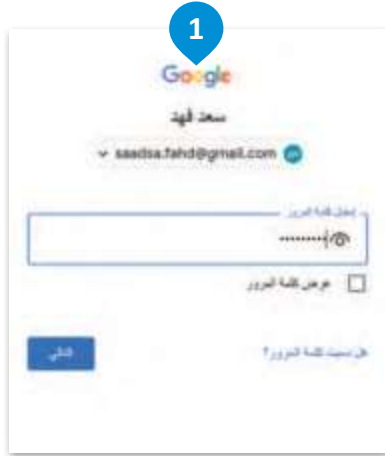 1
Google
سعد فهد
saadsa.fahd@gmail.com
إدخال كلمة المرور
••••••••••
عرض كلمة المرور
هل نسيت كلمة المرور؟
التالي